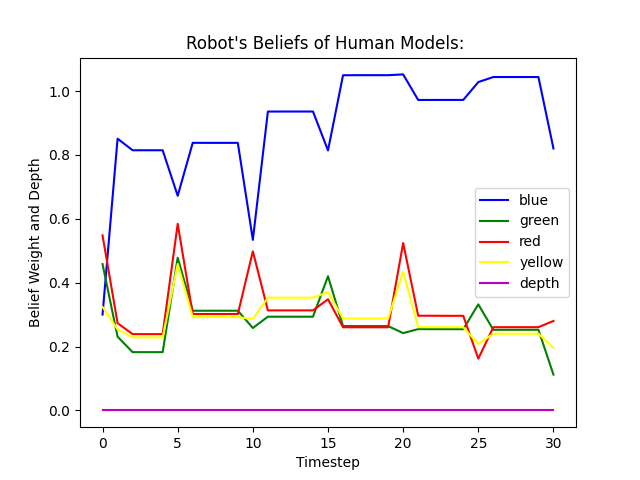 Robot's Beliefs of Human Models:
Belief Weight and Depth
1.0
0.8
0.6
0.4
0.2
0.0
blue
green
red
yellow
depth
0 5 10 15 20 25 30
Timestep